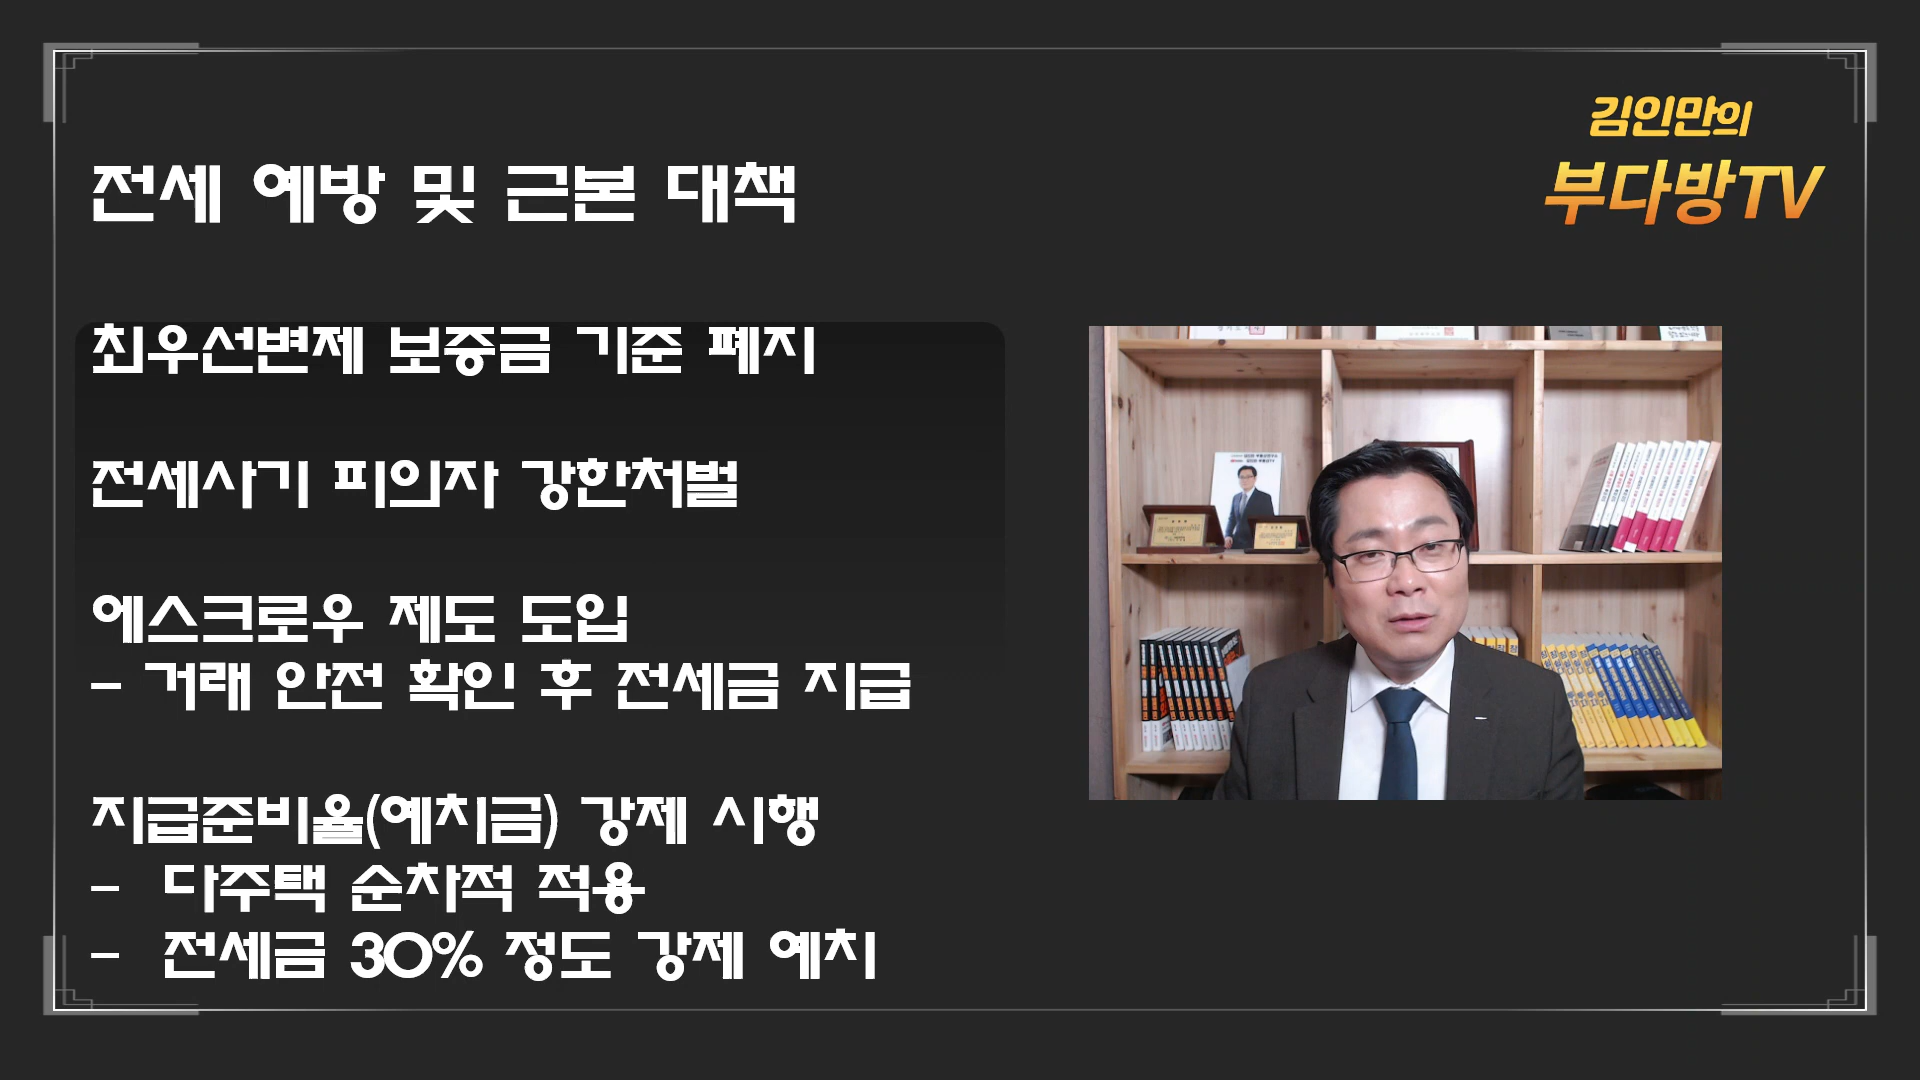 김인만의
부다방TV
전세 예방 및 근본 대책
최우선변제 보증금 기준 폐지
전세사기 피의자 강한처벌
에스크로우 제도 도입
- 거래 안전 확인 후 전세금 지급
지급준비율(예치금) 강제 시행
- 다주택 순차적 적용
- 전세금 30% 정도 강제 예치